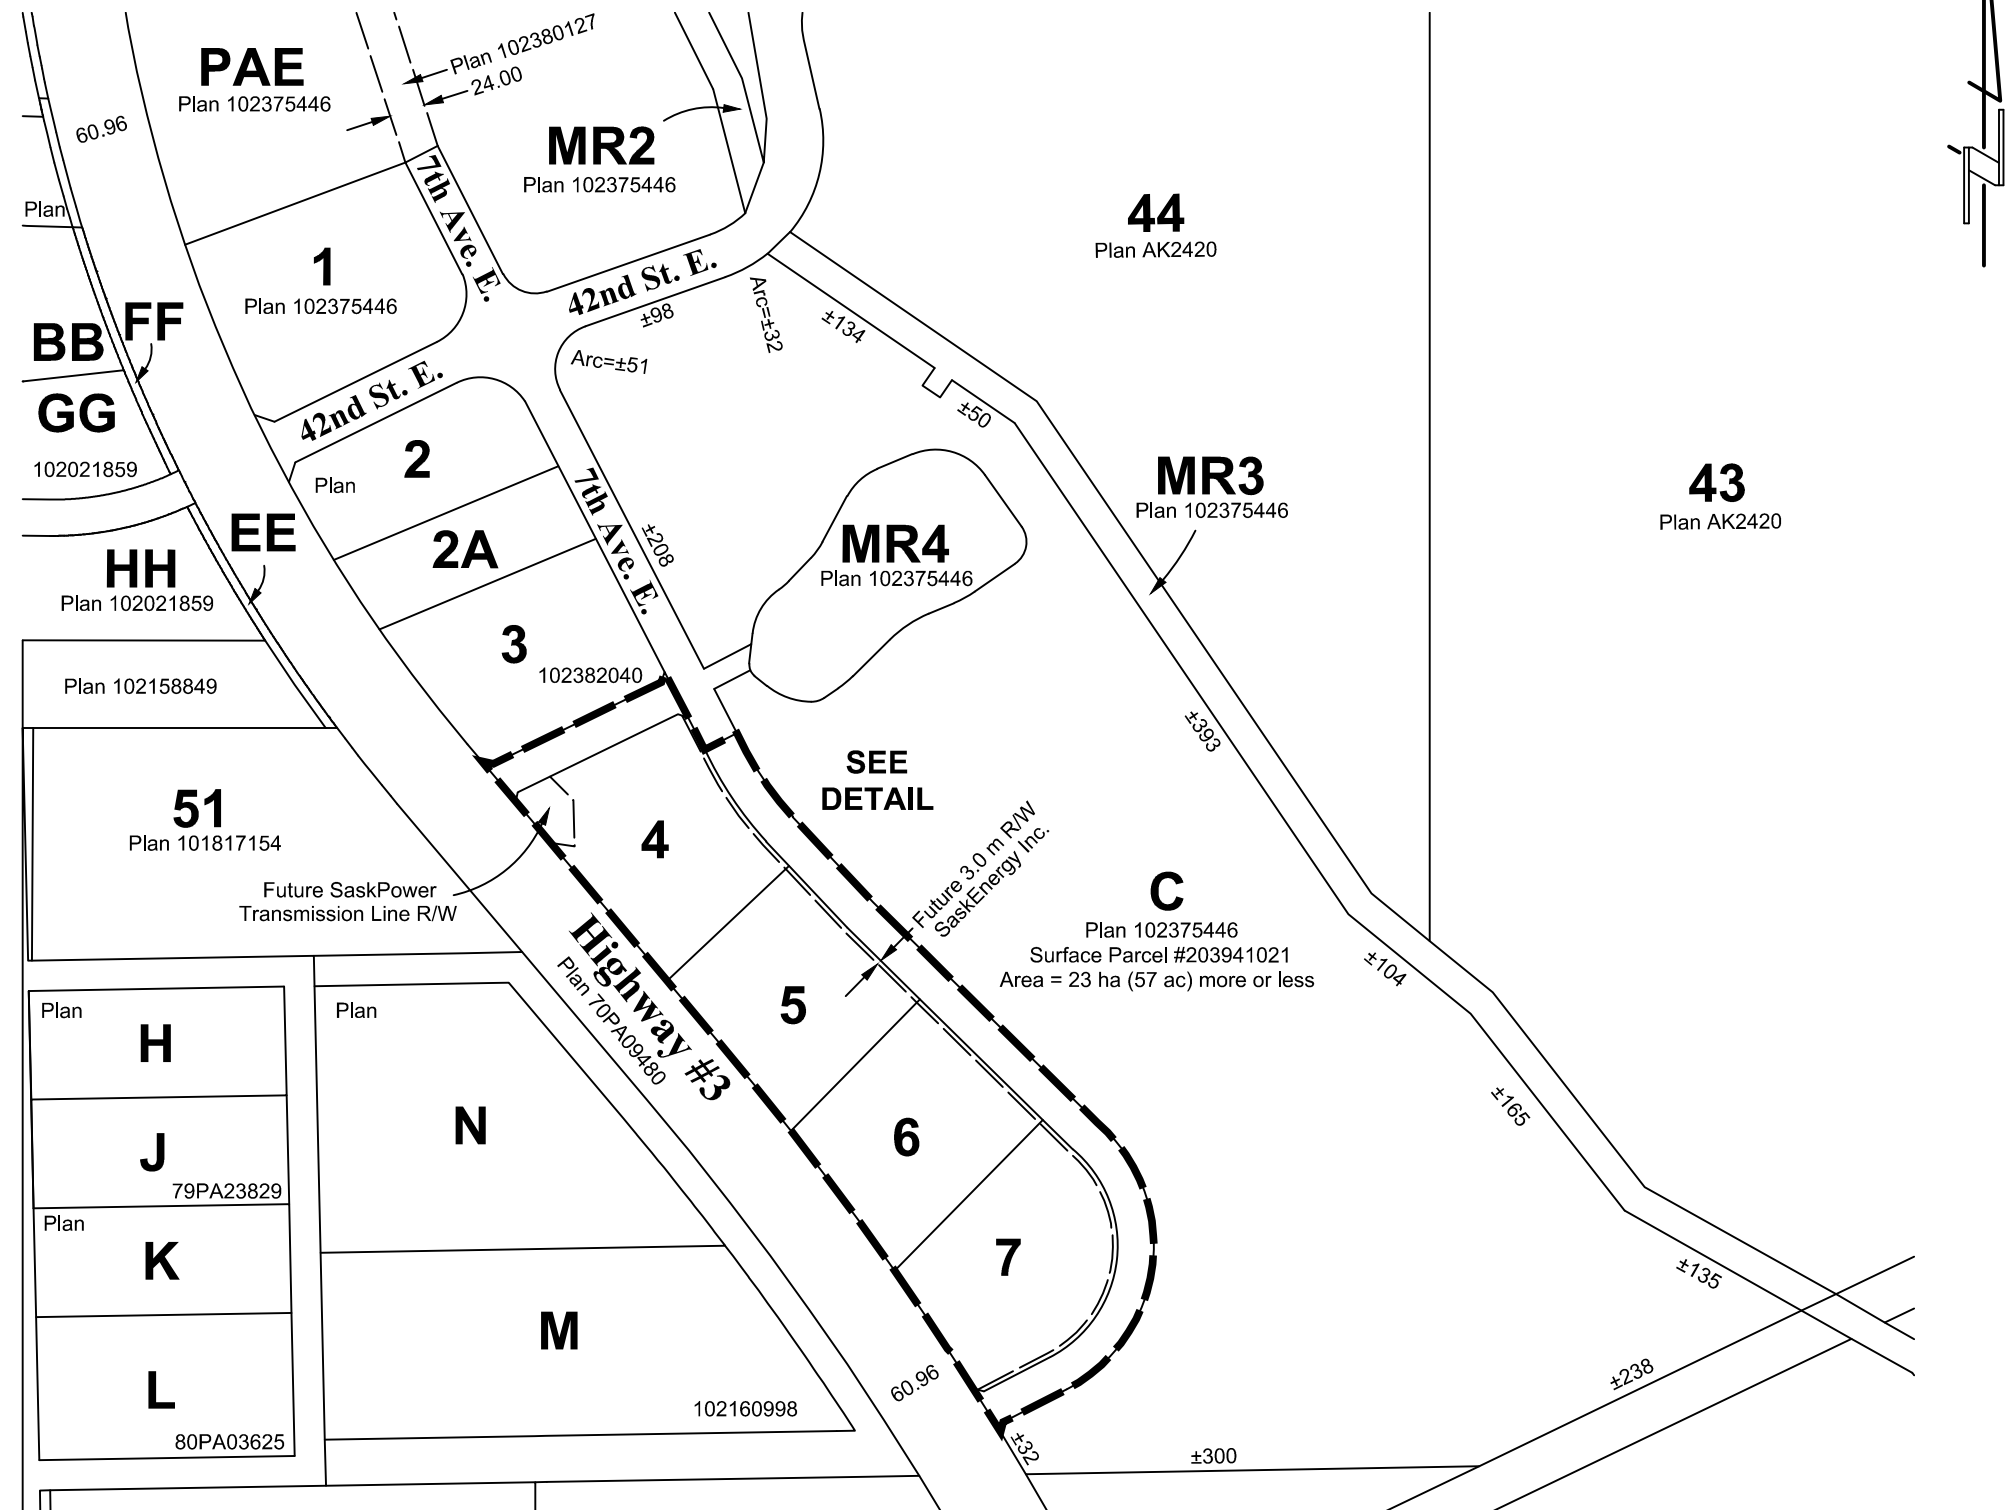 PAE
Plan 102375446
Plan 102380127
24.00
60.96
MR2
Plan 102375446
7th Ave. E.
44
Plan AK2420
Plan
1
Plan 102375446
42nd St. E.
±98
Arc=±32
±134
Arc=±51
BB
FF
GG
102021859
42nd St. E.
2
Plan
±50
MR3
Plan 102375446
43
Plan AK2420
EE
HH
Plan 102021859
2A
7th Ave. E.
±208
MR4
Plan 102375446
3
102382040
Plan 102158849
±393
SEE
DETAIL
51
Plan 101817154
4
Future SaskPower
Transmission Line R/W
Future 3.0 m R/W
SaskEnergy Inc.
C
Plan 102375446
Surface Parcel #203941021
Area = 23 ha (57 ac) more or less
±104
Highway #3
Plan 70PA09480
5
Plan
H
Plan
±165
N
6
J
79PA23829
Plan
K
7
±135
M
L
80PA03625
102160998
60.96
±238
±32
±300